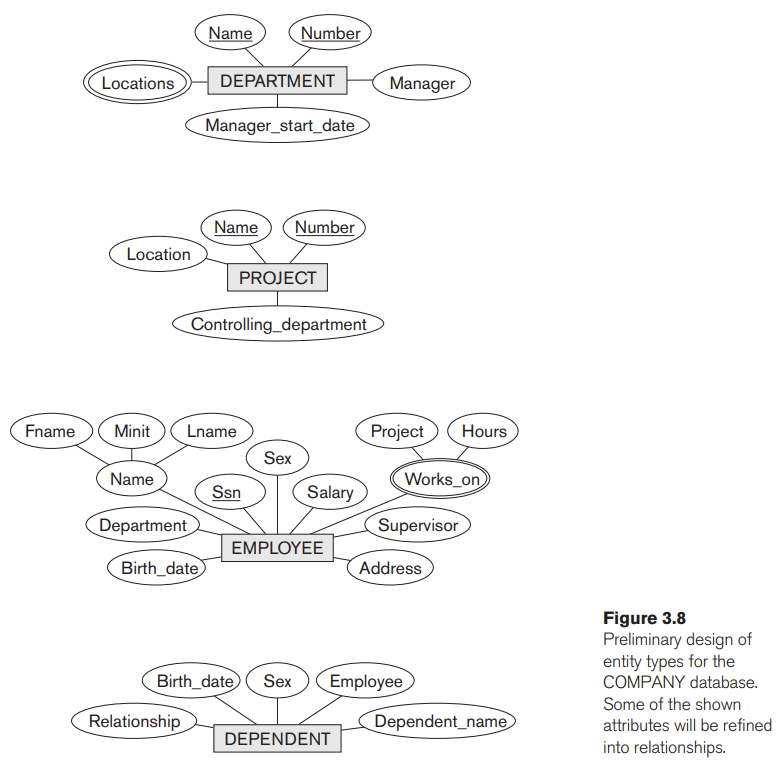 Name
Number
Locations
DEPARTMENT
Manager
Manager_start_date
Name
Number
Location
PROJECT
Controlling_department
Fname
Minit
Lname
Project
Hours
Sex
Name
Ssn
Salary
Works_on
Department
Supervisor
EMPLOYEE
Birth_date
Address
Birth_date
Sex
Employee
Relationship
Dependent_name
DEPENDENT
Figure 3.8
Preliminary design of
entity types for the
COMPANY database.
Some of the shown
attributes will be refined
into relationships.